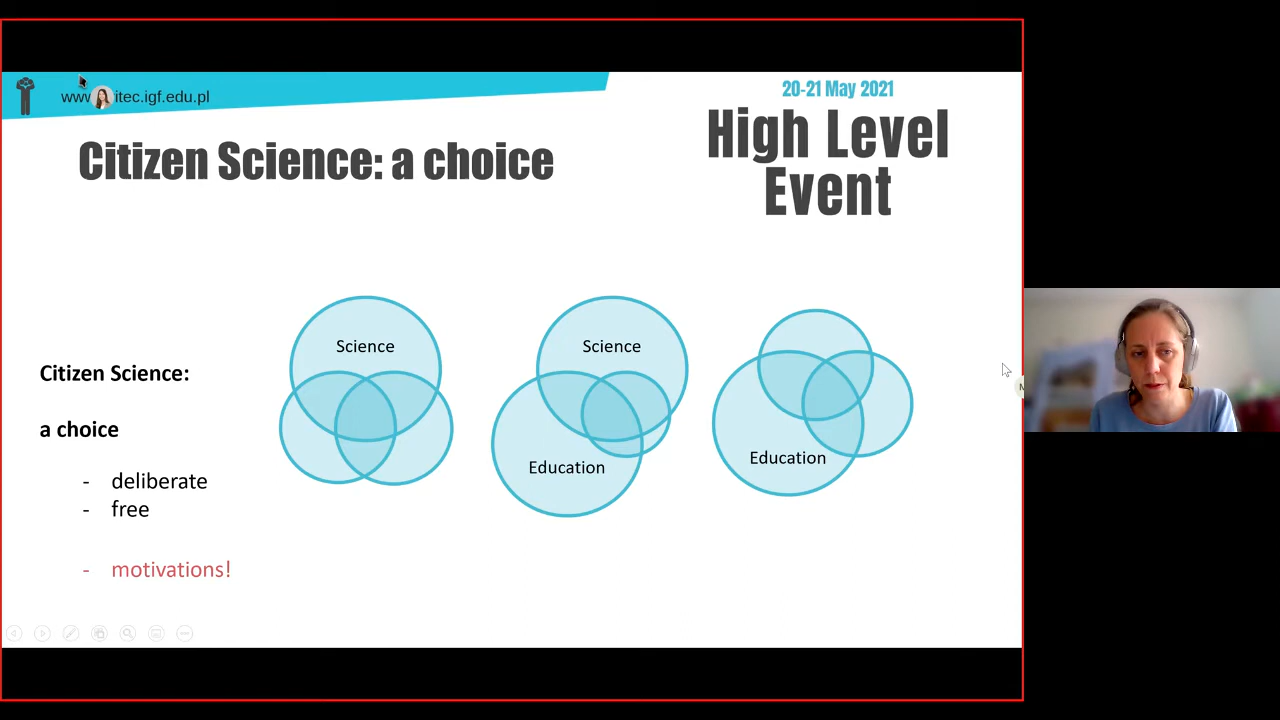 itec.igf.edu.pl
20-21 May 2021
High Level
Event
Citizen Science: a choice
Science
Science
Citizen Science:
a choice
Education
Education
- deliberate
- free
- motivations!